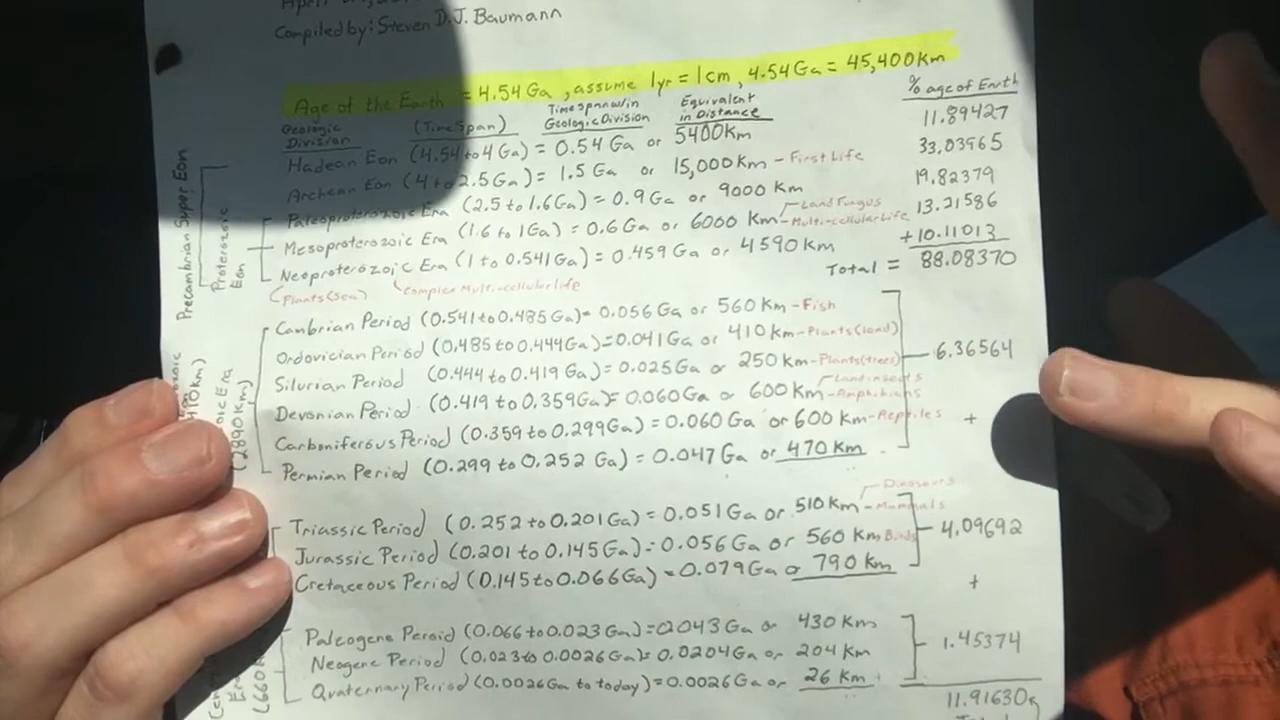 Compiled by: Steven D.J. Baumann
Age of the Earth = 4.54 Ga, assume 1yr = 1cm, 4.54 Ga = 45,400 Km
Geologic Division (Time Span) Time span w/in Geologic Division Equivalent in Distance % age of Earth
Hadean Eon (4.54 to 4 Ga) = 0.54 Ga or 5400 Km 11.89427
Archean Eon (4 to 2.5 Ga) = 1.5 Ga or 15,000 Km - First Life 33.03965
Paleoproterozoic Era (2.5 to 1.6 Ga) = 0.9 Ga or 9000 Km 19.82379
Land Fungus
Mesoproterozoic Era (1.6 to 1 Ga) = 0.6 Ga or 6000 Km - Multi-cellular Life 13.21586
Neoproterozoic Era (1 to 0.541 Ga) = 0.459 Ga or 4590 Km +10.11013
Plants (sea) Complex Multi-cellular life
Total = 88.08370
Precambrian Super Eon
Proterozoic Eon
Cambrian Period (0.541 to 0.485 Ga) = 0.056 Ga or 560 Km - Fish
Ordovician Period (0.485 to 0.444 Ga) = 0.041 Ga or 410 Km - Plants (land)
Silurian Period (0.444 to 0.419 Ga) = 0.025 Ga or 250 Km - Plants (trees) 6.36564
Land insects
Devonian Period (0.419 to 0.359 Ga) = 0.060 Ga or 600 Km - Amphibians
Carboniferous Period (0.359 to 0.299 Ga) = 0.060 Ga or 600 Km - Reptiles +
Permian Period (0.299 to 0.252 Ga) = 0.047 Ga or 470 Km
(2890 Km)
Dinosaurs
Triassic Period (0.252 to 0.201 Ga) = 0.051 Ga or 510 Km - Mammals
Jurassic Period (0.201 to 0.145 Ga) = 0.056 Ga or 560 Km Birds 4.09692
Cretaceous Period (0.145 to 0.066 Ga) = 0.079 Ga or 790 Km +
Paleogene Peroid (0.066 to 0.023 Ga) = 0.043 Ga or 430 Km
Neogene Period (0.023 to 0.0026 Ga) = 0.0204 Ga or 204 Km 1.45374
Quaternary Period (0.0026 Ga to today) = 0.0026 Ga or 26 Km
11.91630